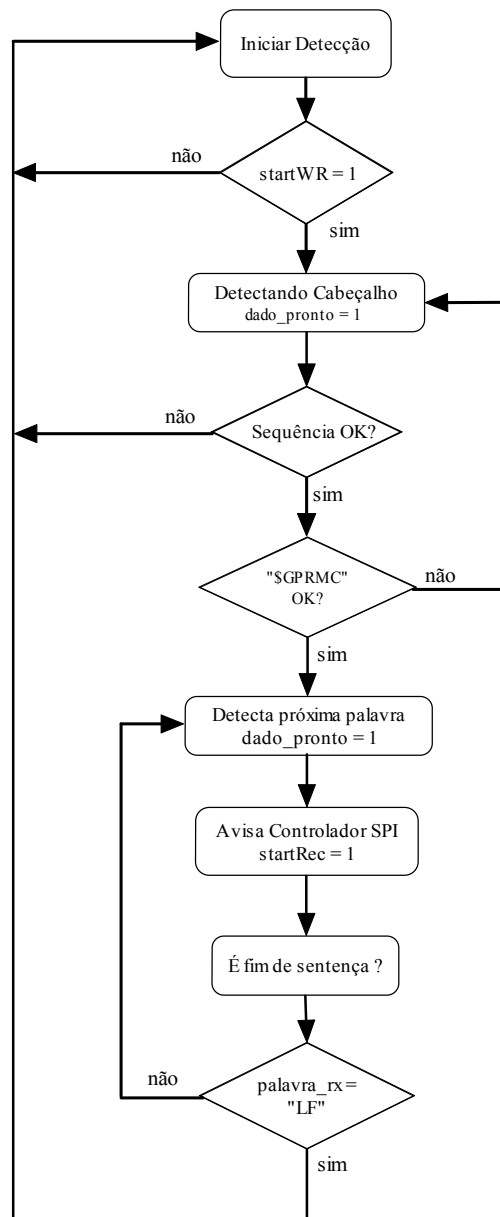 Iniciar Detecção
não
startWR = 1
sim
Detectando Cabeçalho
dado_pronto = 1
não
Sequência OK?
sim
"$GPRMC"
OK?
não
sim
Detecta próxima palavra
dado_pronto = 1
Avisa Controlador SPI
startRec = 1
É fim de sentença ?
não
palavra_rx=
"LF"
sim